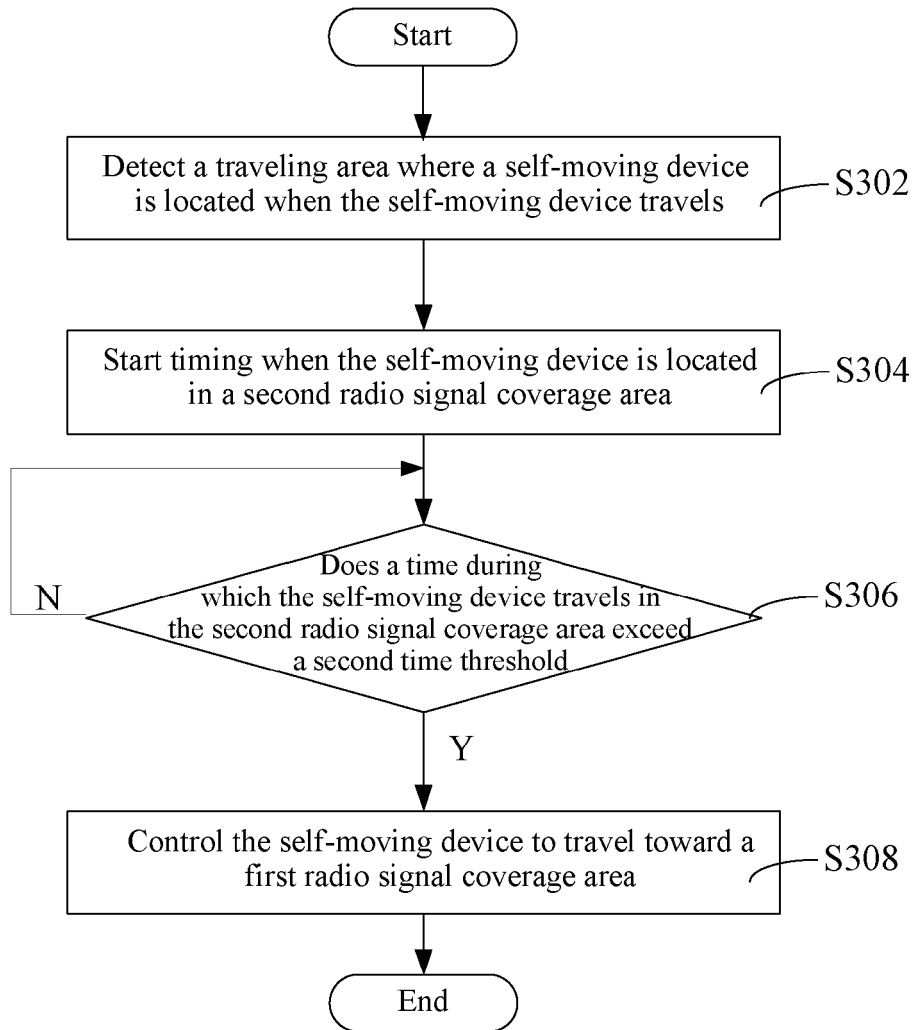 Start
Detect a traveling area where a self-moving device
is located when the self-moving device travels
S302
Start timing when the self-moving device is located
in a second radio signal coverage area
S304
Does a time during
which the self-moving device travels in
the second radio signal coverage area exceed
a second time threshold
S306
N
Y
Control the self-moving device to travel toward a
first radio signal coverage area
S308
End